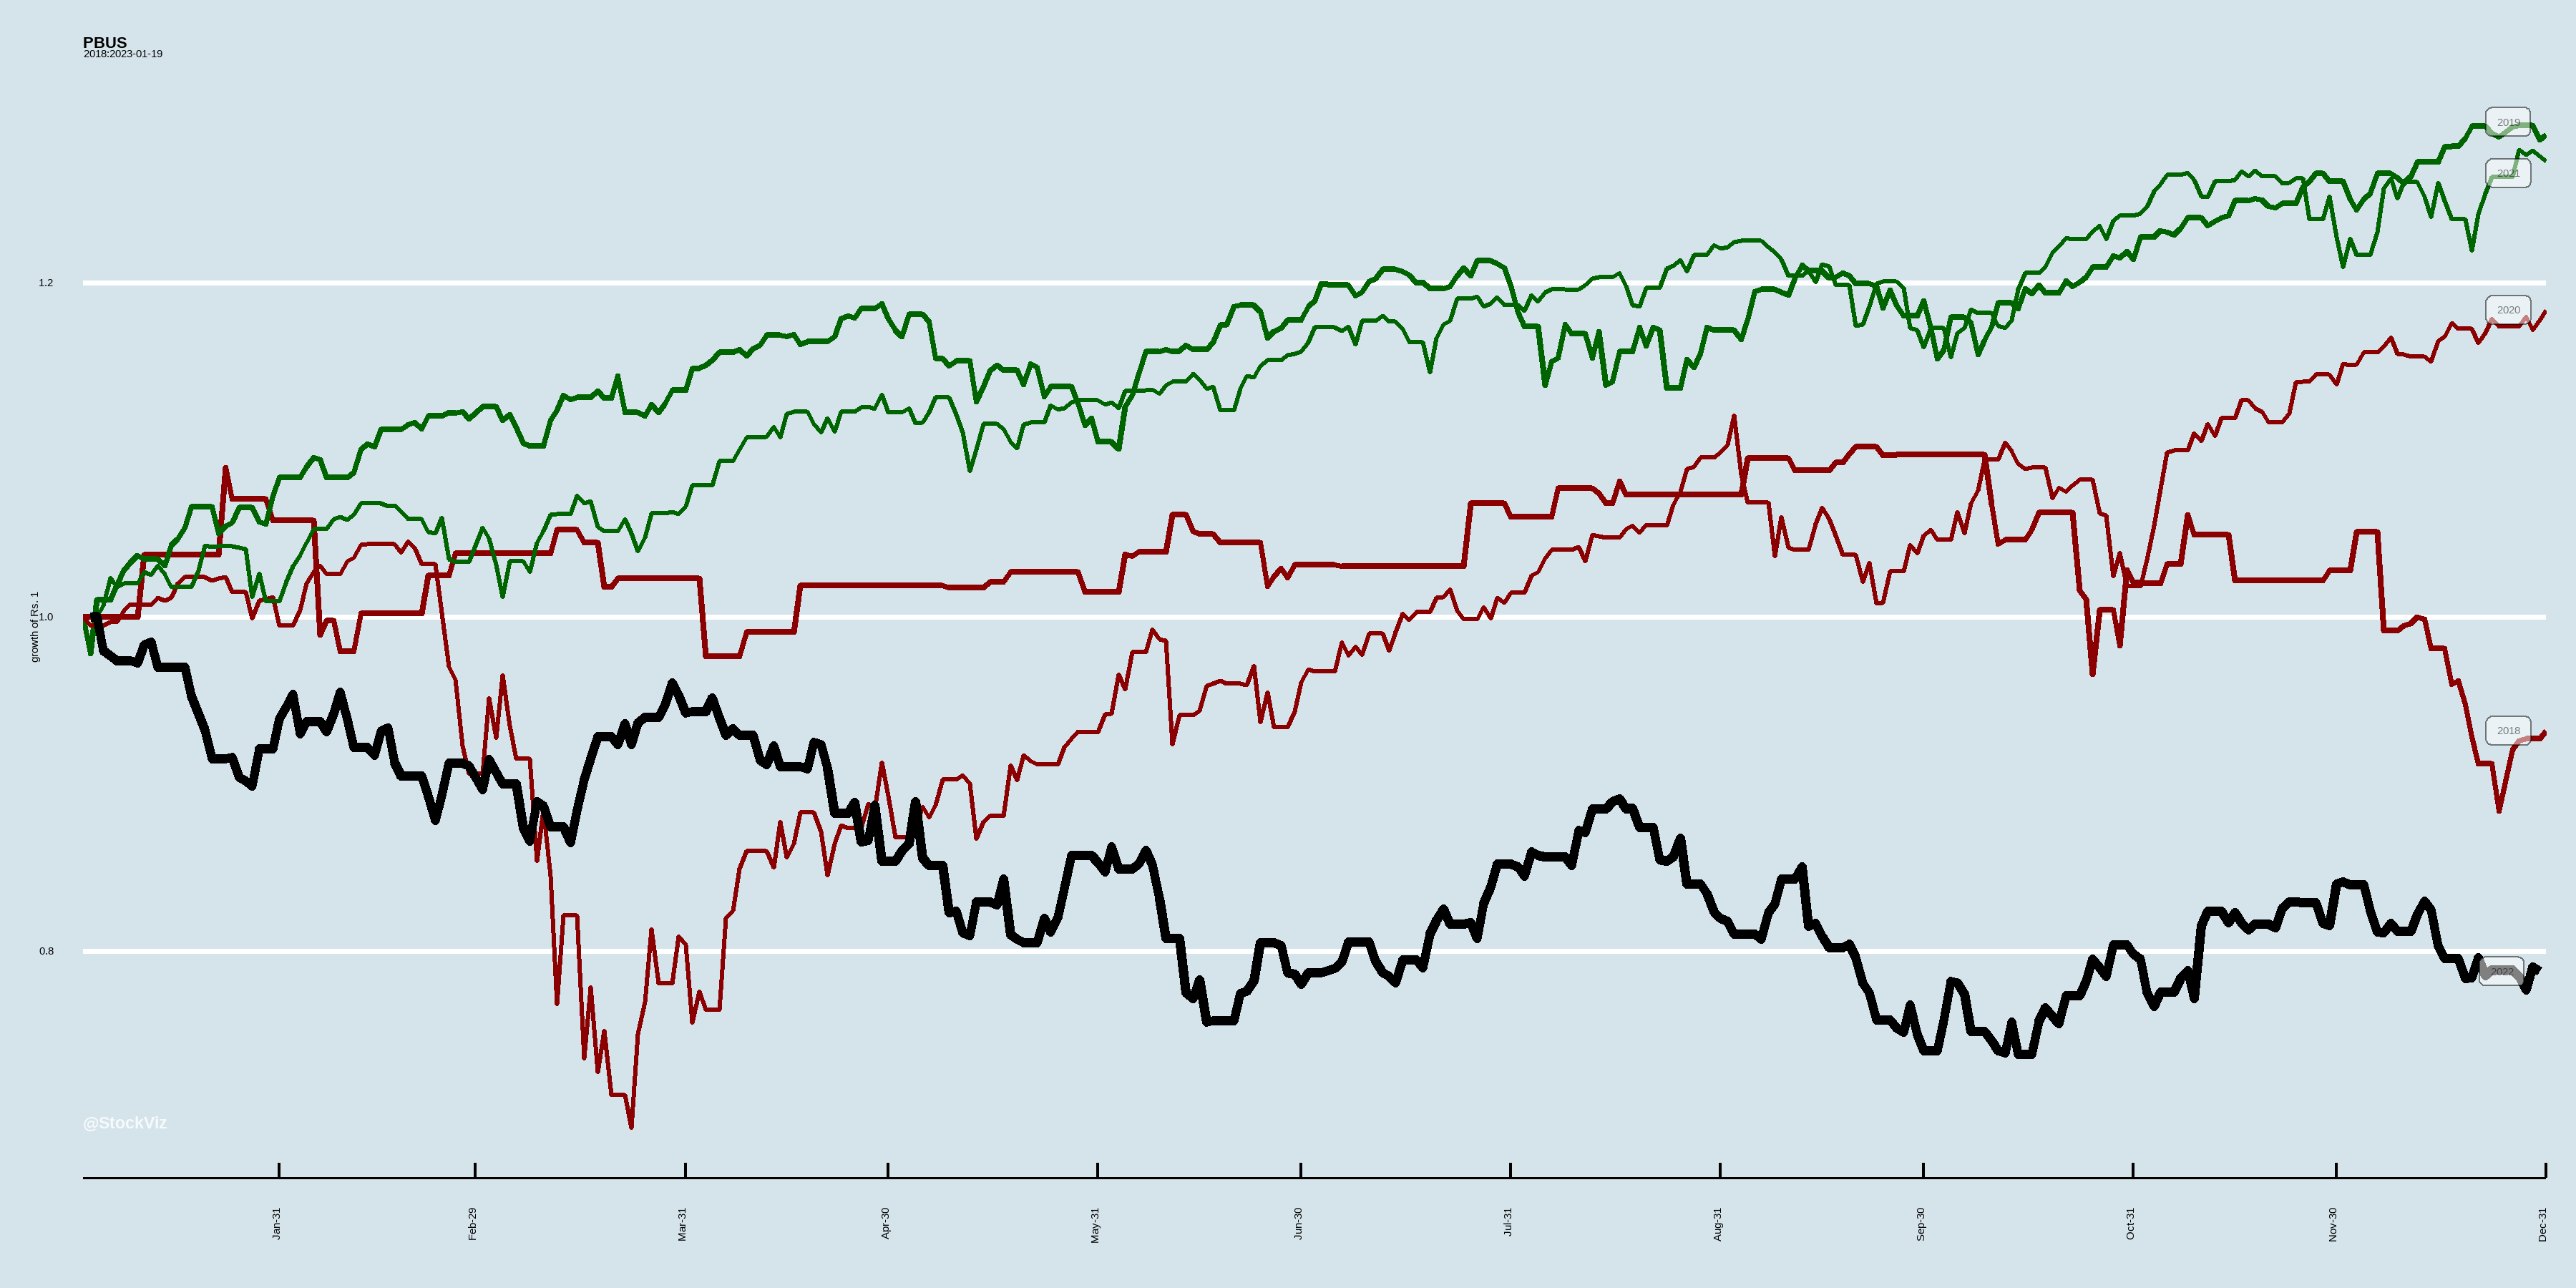 PBUS
2018:2023-01-19
2019
2021
1.2
2020
growth of Rs. 1
1.0
2018
0.8
2022
@StockViz
Jan-31
Feb-29
Mar-31
Apr-30
May-31
Jun-30
Jul-31
Aug-31
Sep-30
Oct-31
Nov-30
Dec-31